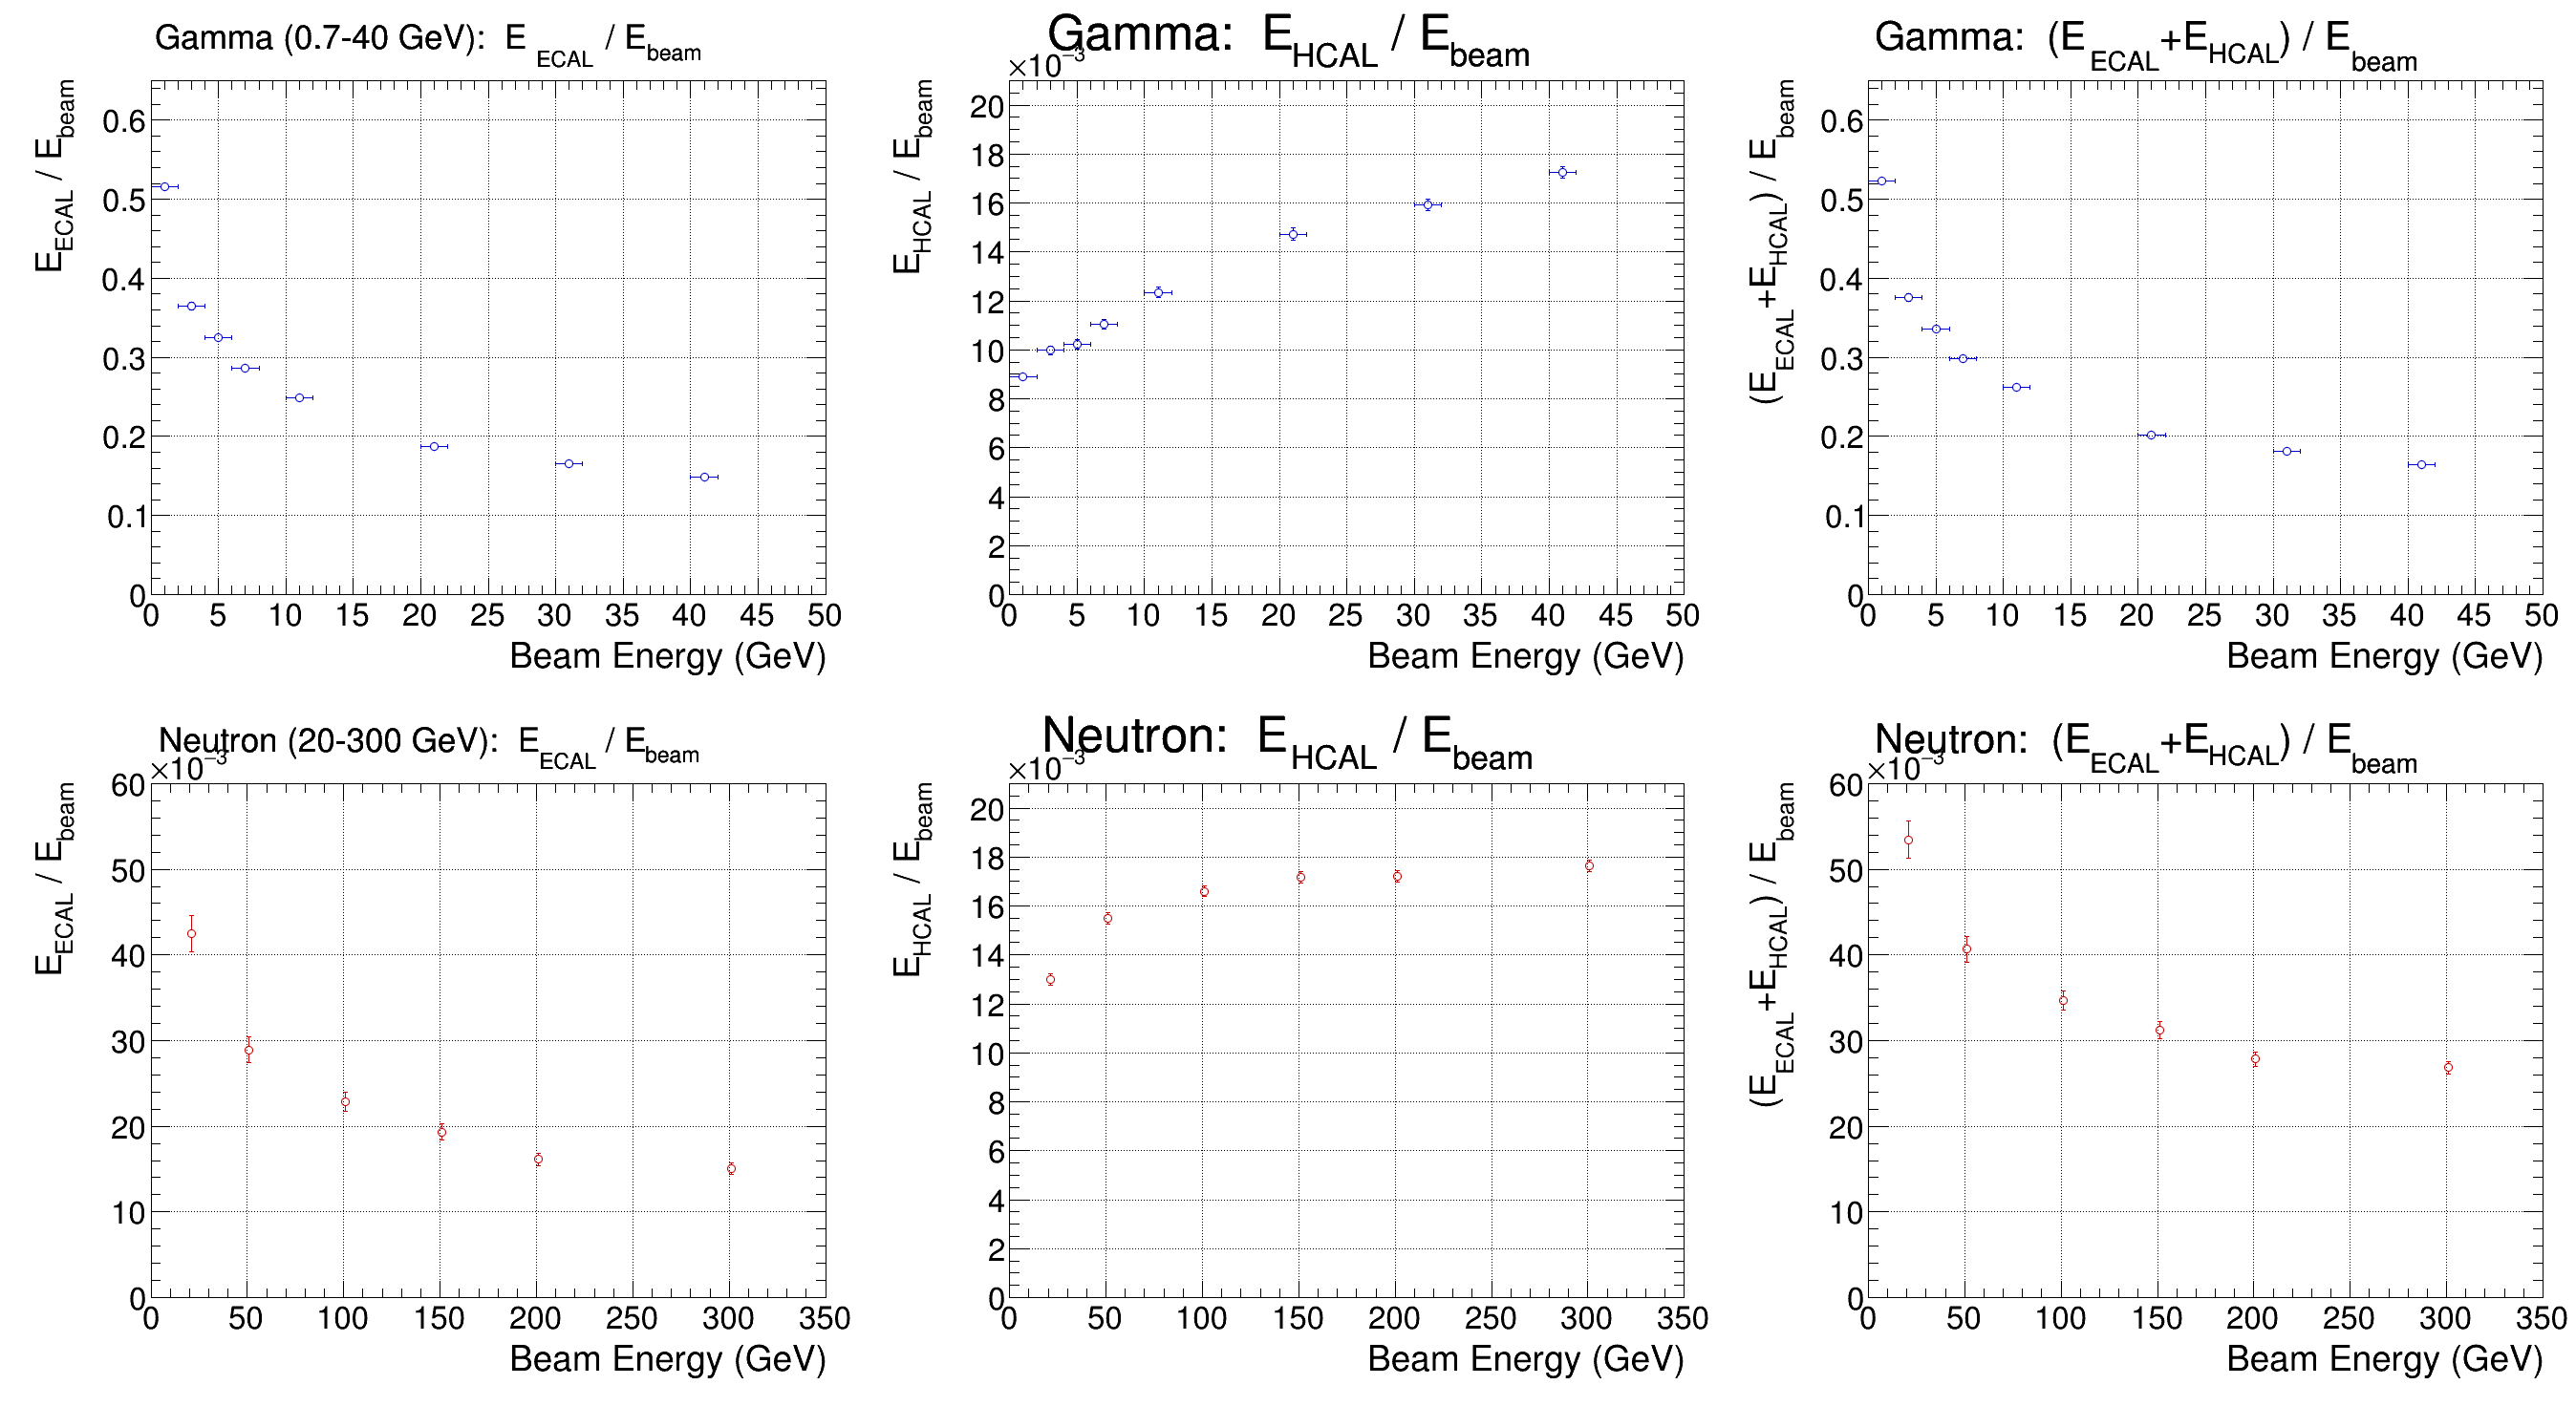 Gamma (0.7-40 GeV): E ECAL / Ebeam
EECAL / Ebeam
0.6
0.5
0.4
0.3
0.2
0.1
0
0 5 10 15 20 25 30 35 40 45 50
Beam Energy (GeV)
Gamma: EHCAL / Ebeam
×10−3
EHCAL / Ebeam
20
18
16
14
12
10
8
6
4
2
0
0 5 10 15 20 25 30 35 40 45 50
Beam Energy (GeV)
Gamma: (E ECAL+EHCAL) / Ebeam
(EECAL+EHCAL) / Ebeam
0.6
0.5
0.4
0.3
0.2
0.1
0
0 5 10 15 20 25 30 35 40 45 50
Beam Energy (GeV)
Neutron (20-300 GeV): EECAL / Ebeam
×10−3
EECAL / Ebeam
60
50
40
30
20
10
0
0 50 100 150 200 250 300 350
Beam Energy (GeV)
Neutron: EHCAL / Ebeam
×10−3
EHCAL / Ebeam
20
18
16
14
12
10
8
6
4
2
0
0 50 100 150 200 250 300 350
Beam Energy (GeV)
Neutron: (EECAL+EHCAL) / Ebeam
×10−3
(EECAL+EHCAL) / Ebeam
60
50
40
30
20
10
0
0 50 100 150 200 250 300 350
Beam Energy (GeV)